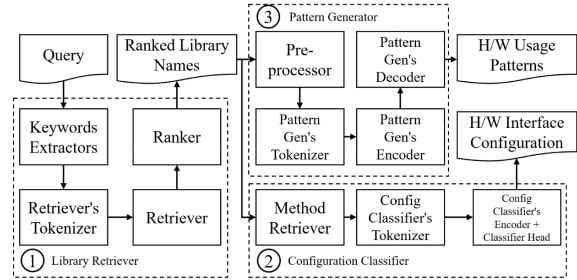 Query
Ranked Library
Names
Keywords
Extractors
Ranker
Retriever's
Tokenizer
Retriever
1 Library Retriever
3 Pattern Generator
Pre-
processor
Pattern
Gen's
Decoder
Pattern
Gen's
Tokenizer
Pattern
Gen's
Encoder
H/W Usage
Patterns
H/W Interface
Configuration
Method
Retriever
Config
Classifier's
Tokenizer
Config
Classifier's
Encoder +
Classifier Head
2 Configuration Classifier